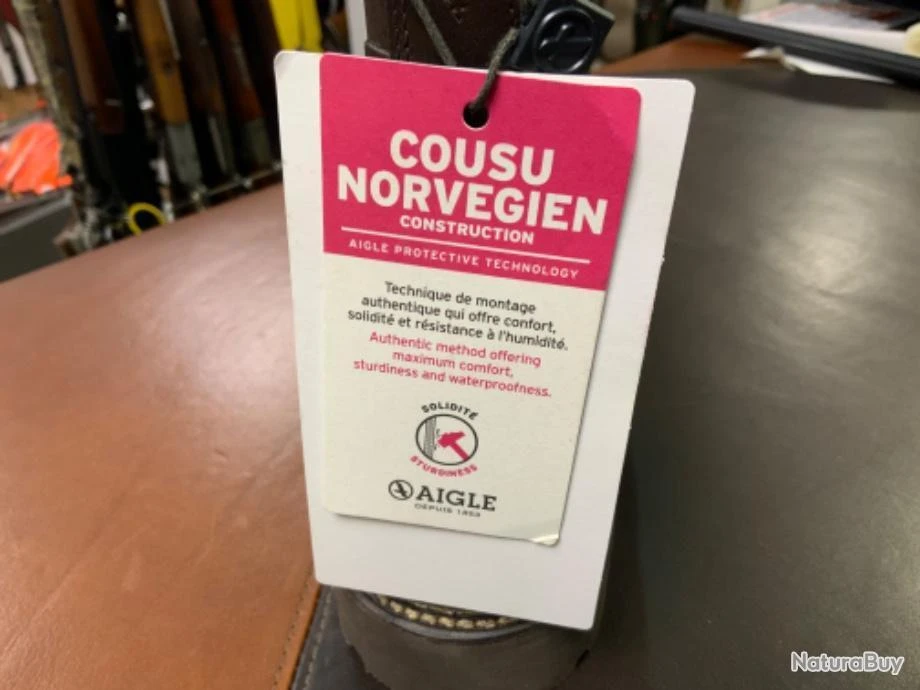 COUSU
NORVEGIEN
CONSTRUCTION
AIGLE PROTECTIVE TECHNOLOGY
Technique de montage
authentique qui offre confort,
solidité et résistance à l'humidité.
Authentic method offering
maximum comfort,
sturdiness and waterproofness.
SOLIDITÉ
STURDINESS
AIGLE
DEPUIS 1853
NaturaBuy